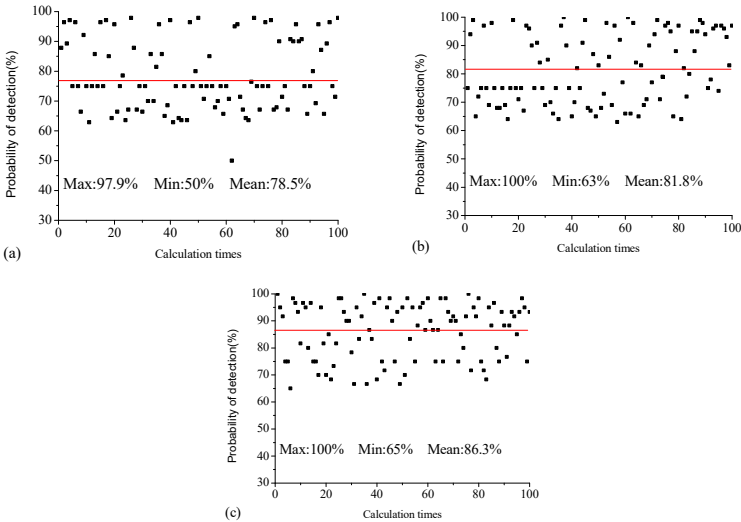 100
90
80
70
60
50
40
30
Probability of detection(%)
Max:97.9% Min:50% Mean:78.5%
0 20 40 60 80 100
Calculation times
(a)
100
90
80
70
60
50
40
30
Probability of detection(%)
Max:100% Min:63% Mean:81.8%
0 20 40 60 80 100
Calculation times
(b)
100
90
80
70
60
50
40
30
Probability of detection(%)
Max:100% Min:65% Mean:86.3%
0 20 40 60 80 100
Calculation times
(c)